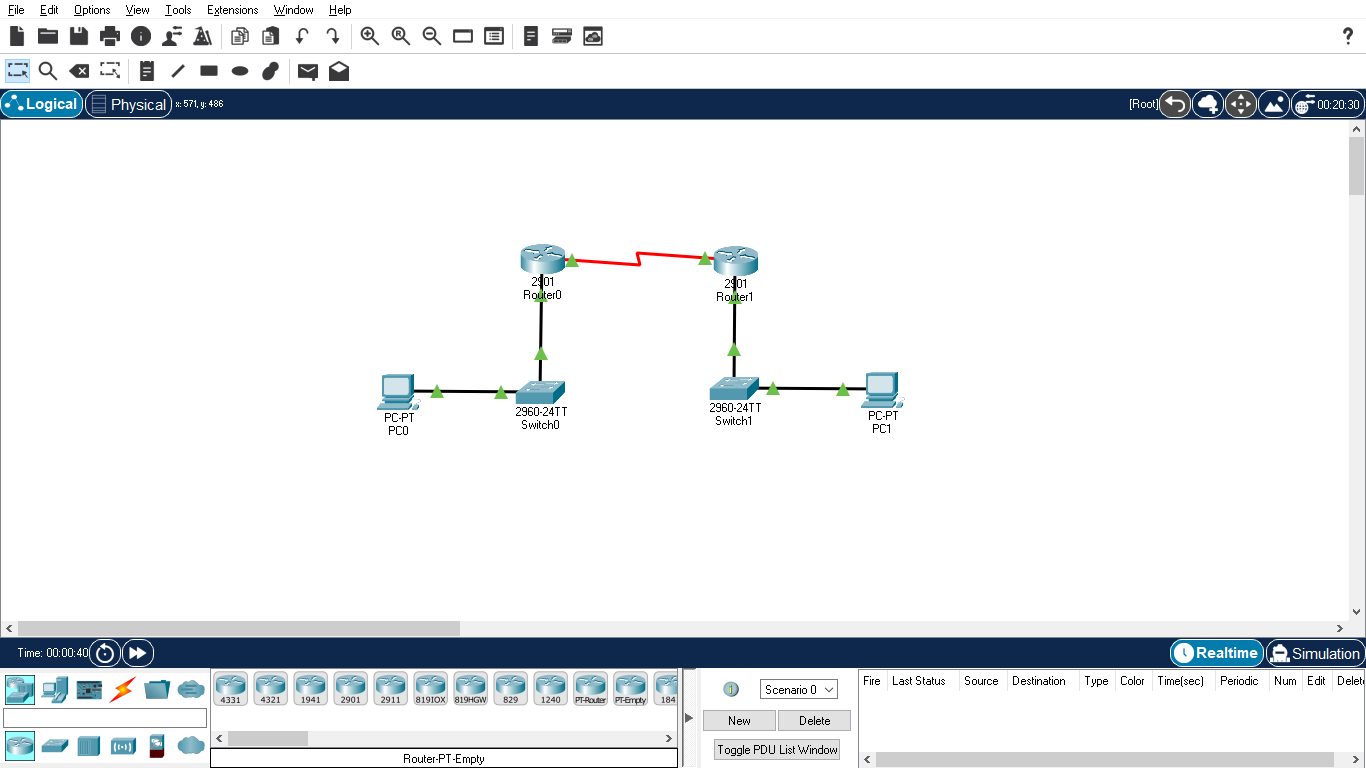 File Edit Options View Tools Extensions Window Help
?
Logical Physical x: 571, y: 486 [Root] 00:20:30
2901
Router0
2901
Router1
2960-24TT
Switch0
2960-24TT
Switch1
PC-PT
PC0
PC-PT
PC1
Time: 00:00:40 Realtime Simulation
4331 4321 1941 2901 2911 819IOX 819HGW 829 1240 PT-Router PT-Empty 184
Router-PT-Empty
Scenario 0
New Delete
Toggle PDU List Window
Fire Last Status Source Destination Type Color Time(sec) Periodic Num Edit Delete